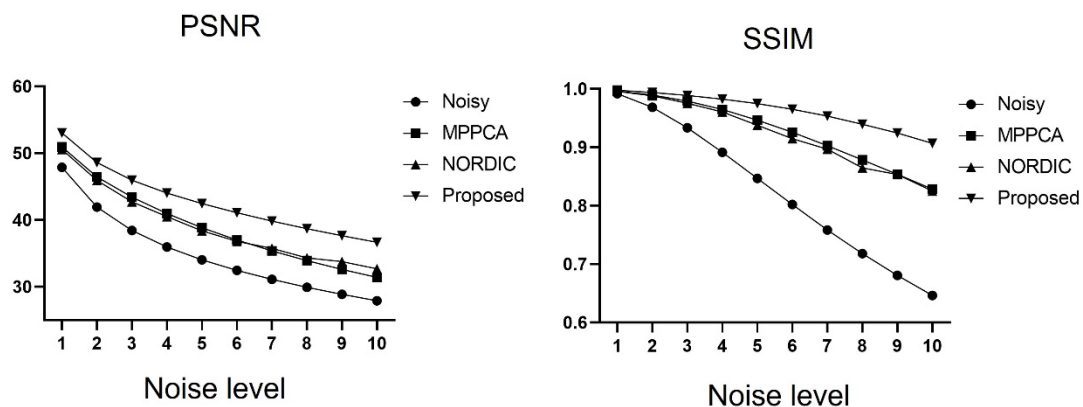 PSNR
60
50
40
30
1 2 3 4 5 6 7 8 9 10
Noise level
Noisy
MPPCA
NORDIC
Proposed
SSIM
1.0
0.9
0.8
0.7
0.6
1 2 3 4 5 6 7 8 9 10
Noise level
Noisy
MPPCA
NORDIC
Proposed